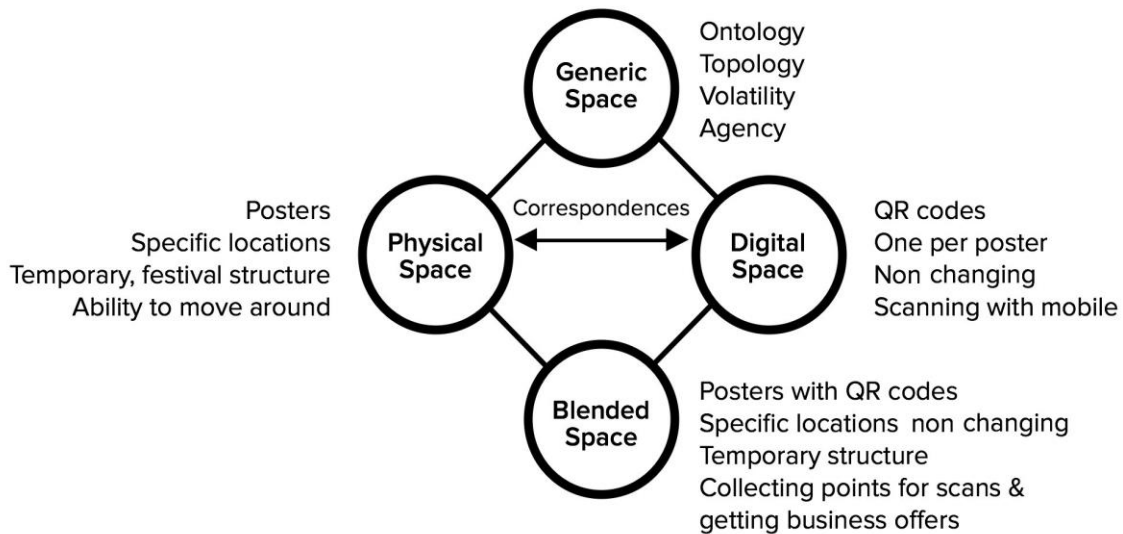 Generic
Space
Ontology
Topology
Volatility
Agency
Posters
Specific locations
Temporary, festival structure
Ability to move around
Physical
Space
Correspondences
Digital
Space
QR codes
One per poster
Non changing
Scanning with mobile
Blended
Space
Posters with QR codes
Specific locations non changing
Temporary structure
Collecting points for scans &
getting business offers